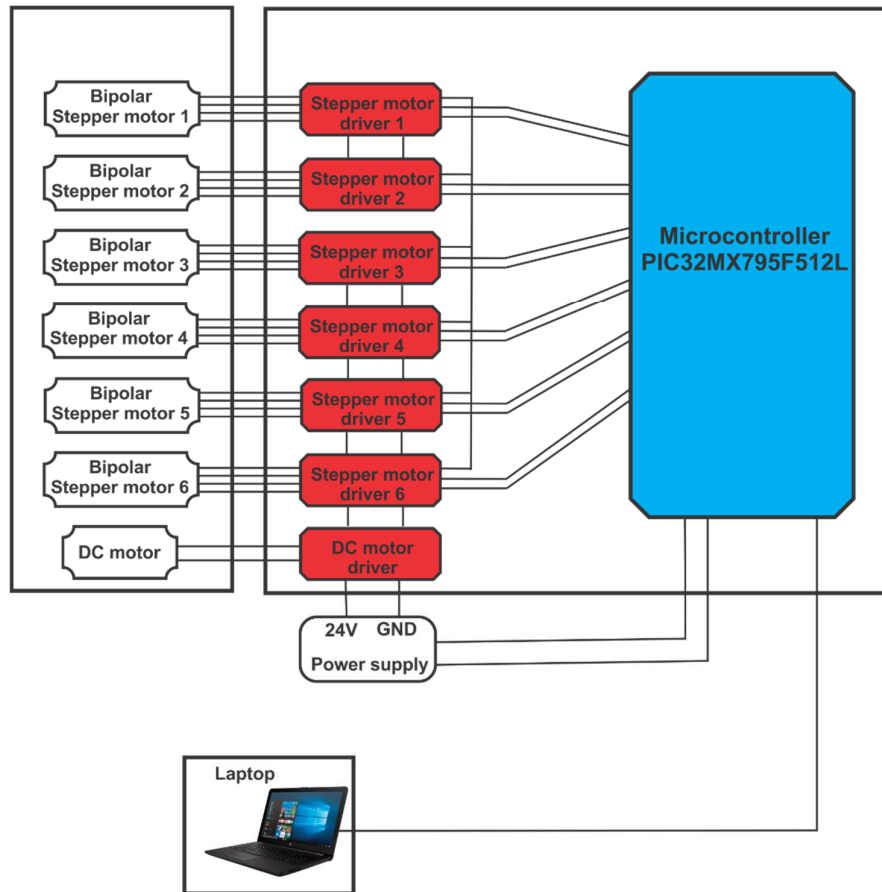 Bipolar
Stepper motor 1
Stepper motor
driver 1
Bipolar
Stepper motor 2
Stepper motor
driver 2
Bipolar
Stepper motor 3
Stepper motor
driver 3
Microcontroller
PIC32MX795F512L
Bipolar
Stepper motor 4
Stepper motor
driver 4
Bipolar
Stepper motor 5
Stepper motor
driver 5
Bipolar
Stepper motor 6
Stepper motor
driver 6
DC motor
DC motor
driver
24V GND
Power supply
Laptop